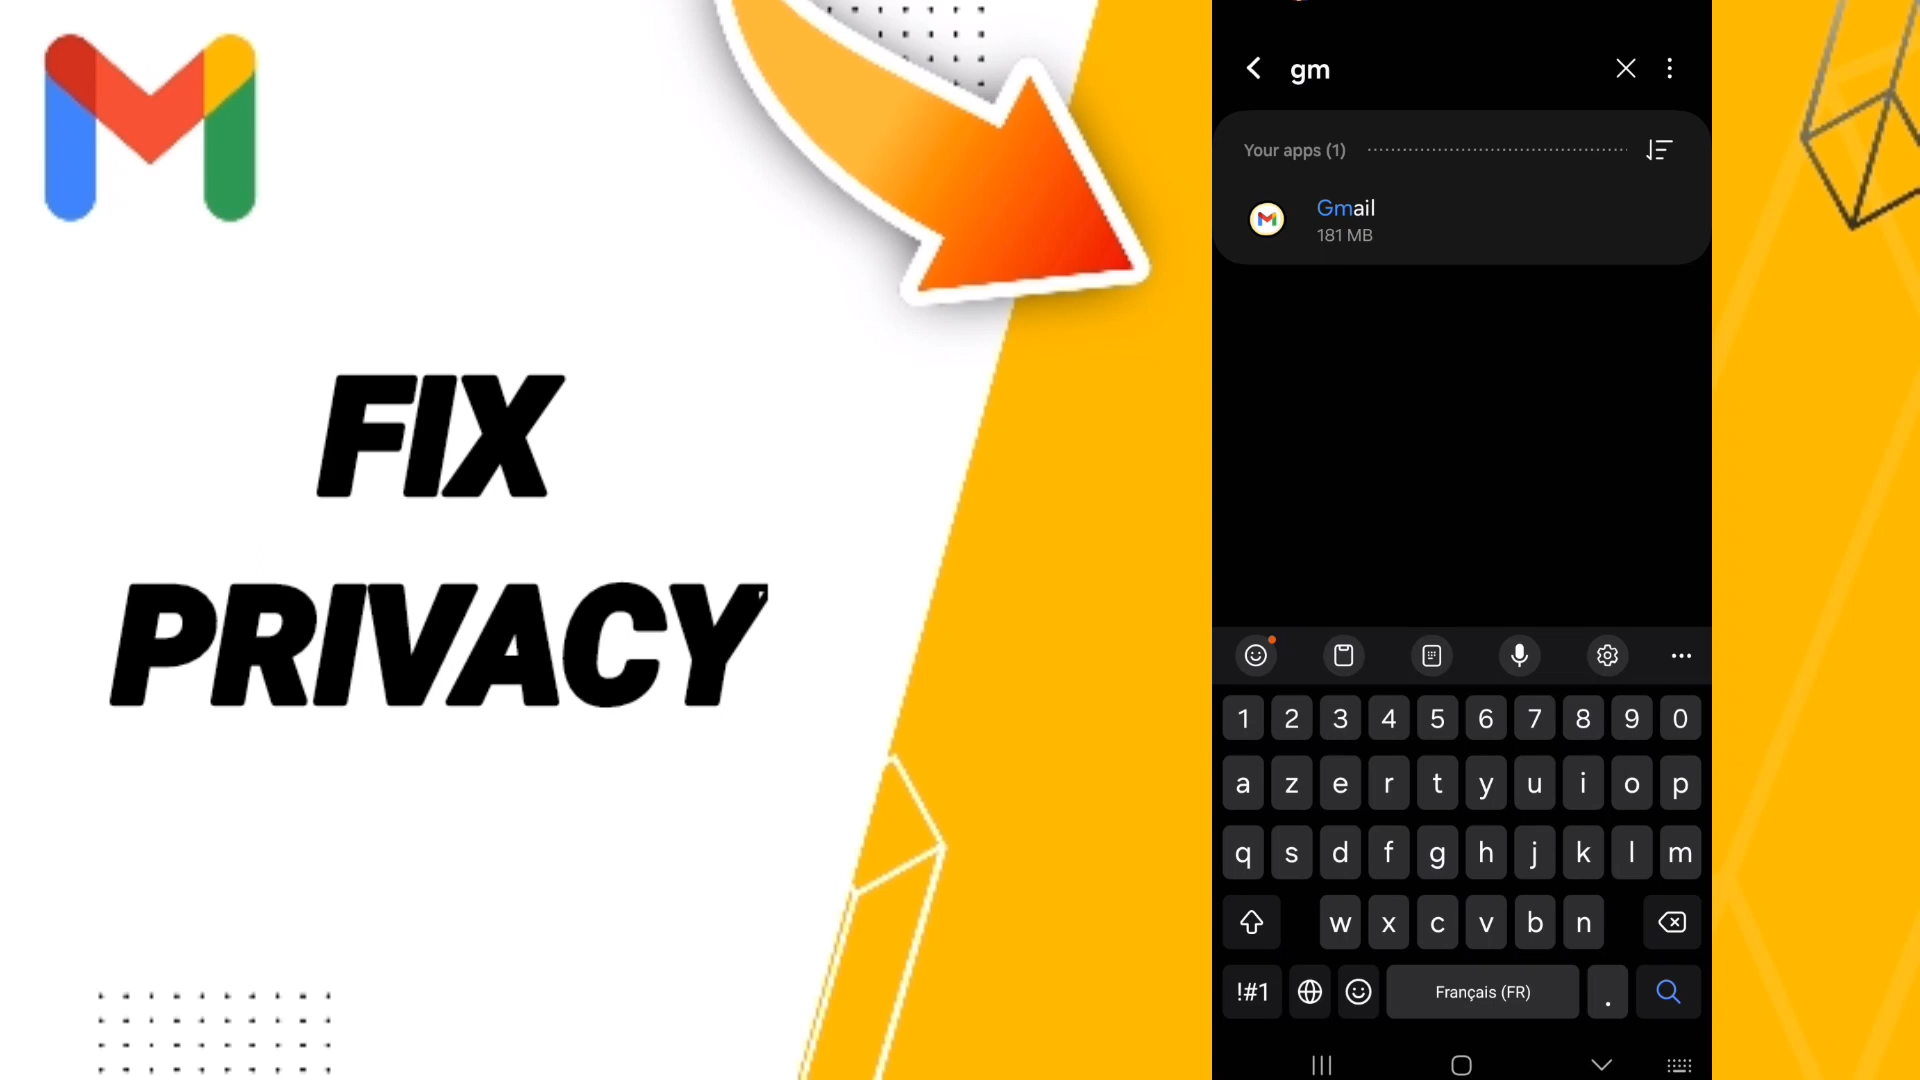 FIX
PRIVACY
gm
Your apps (1)
Gmail
181 MB
1 2 3 4 5 6 7 8 9 0
a z e r t y u i o p
q s d f g h j k l m
w x c v b n
!#1 Français (FR) .